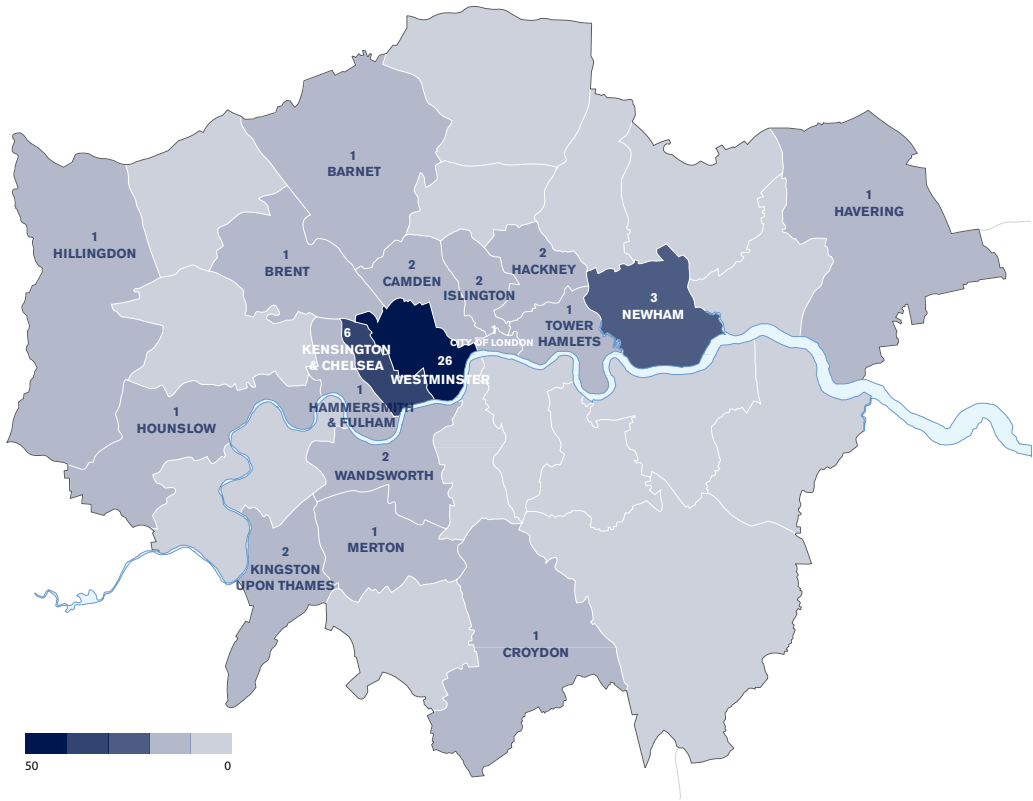 1
BARNET
1
HAVERING
1
HILLINGDON
1
BRENT
2
CAMDEN
2
ISLINGTON
2
HACKNEY
3
NEWHAM
1
TOWER
HAMLETS
1
CITY OF LONDON
6
KENSINGTON
& CHELSEA
26
WESTMINSTER
1
HAMMERSMITH
& FULHAM
1
HOUNSLOW
2
WANDSWORTH
1
MERTON
2
KINGSTON
UPON THAMES
1
CROYDON
50 0